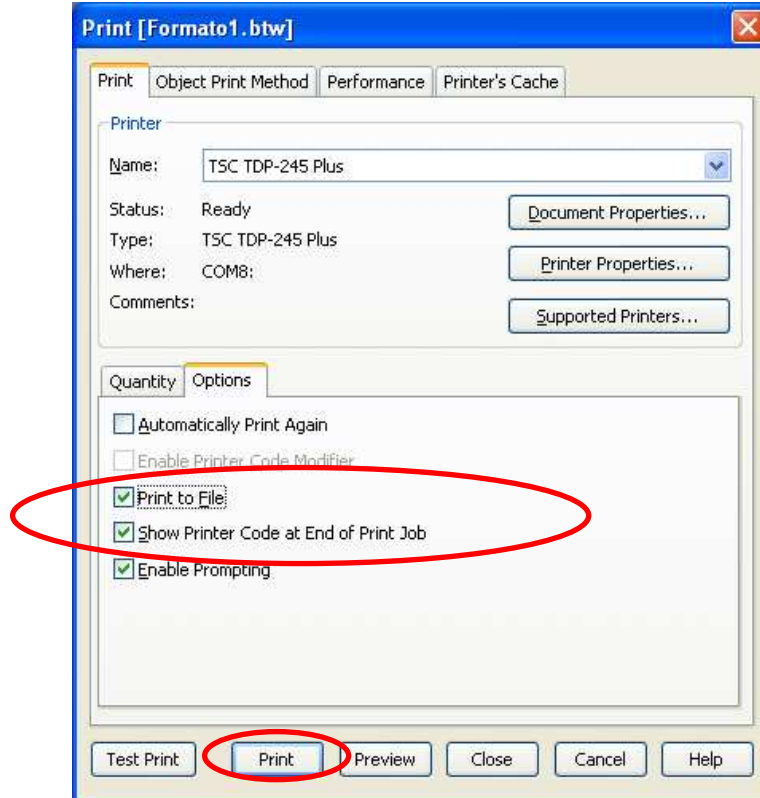 Print [Formato1.btw]
Print Object Print Method Performance Printer's Cache
Printer
Name: TSC TDP-245 Plus
Status: Ready Document Properties...
Type: TSC TDP-245 Plus
Where: COM8: Printer Properties...
Comments: Supported Printers...
Quantity Options
Automatically Print Again
Enable Printer Code Modifier
Print to File
Show Printer Code at End of Print Job
Enable Prompting
Test Print Print Preview Close Cancel Help